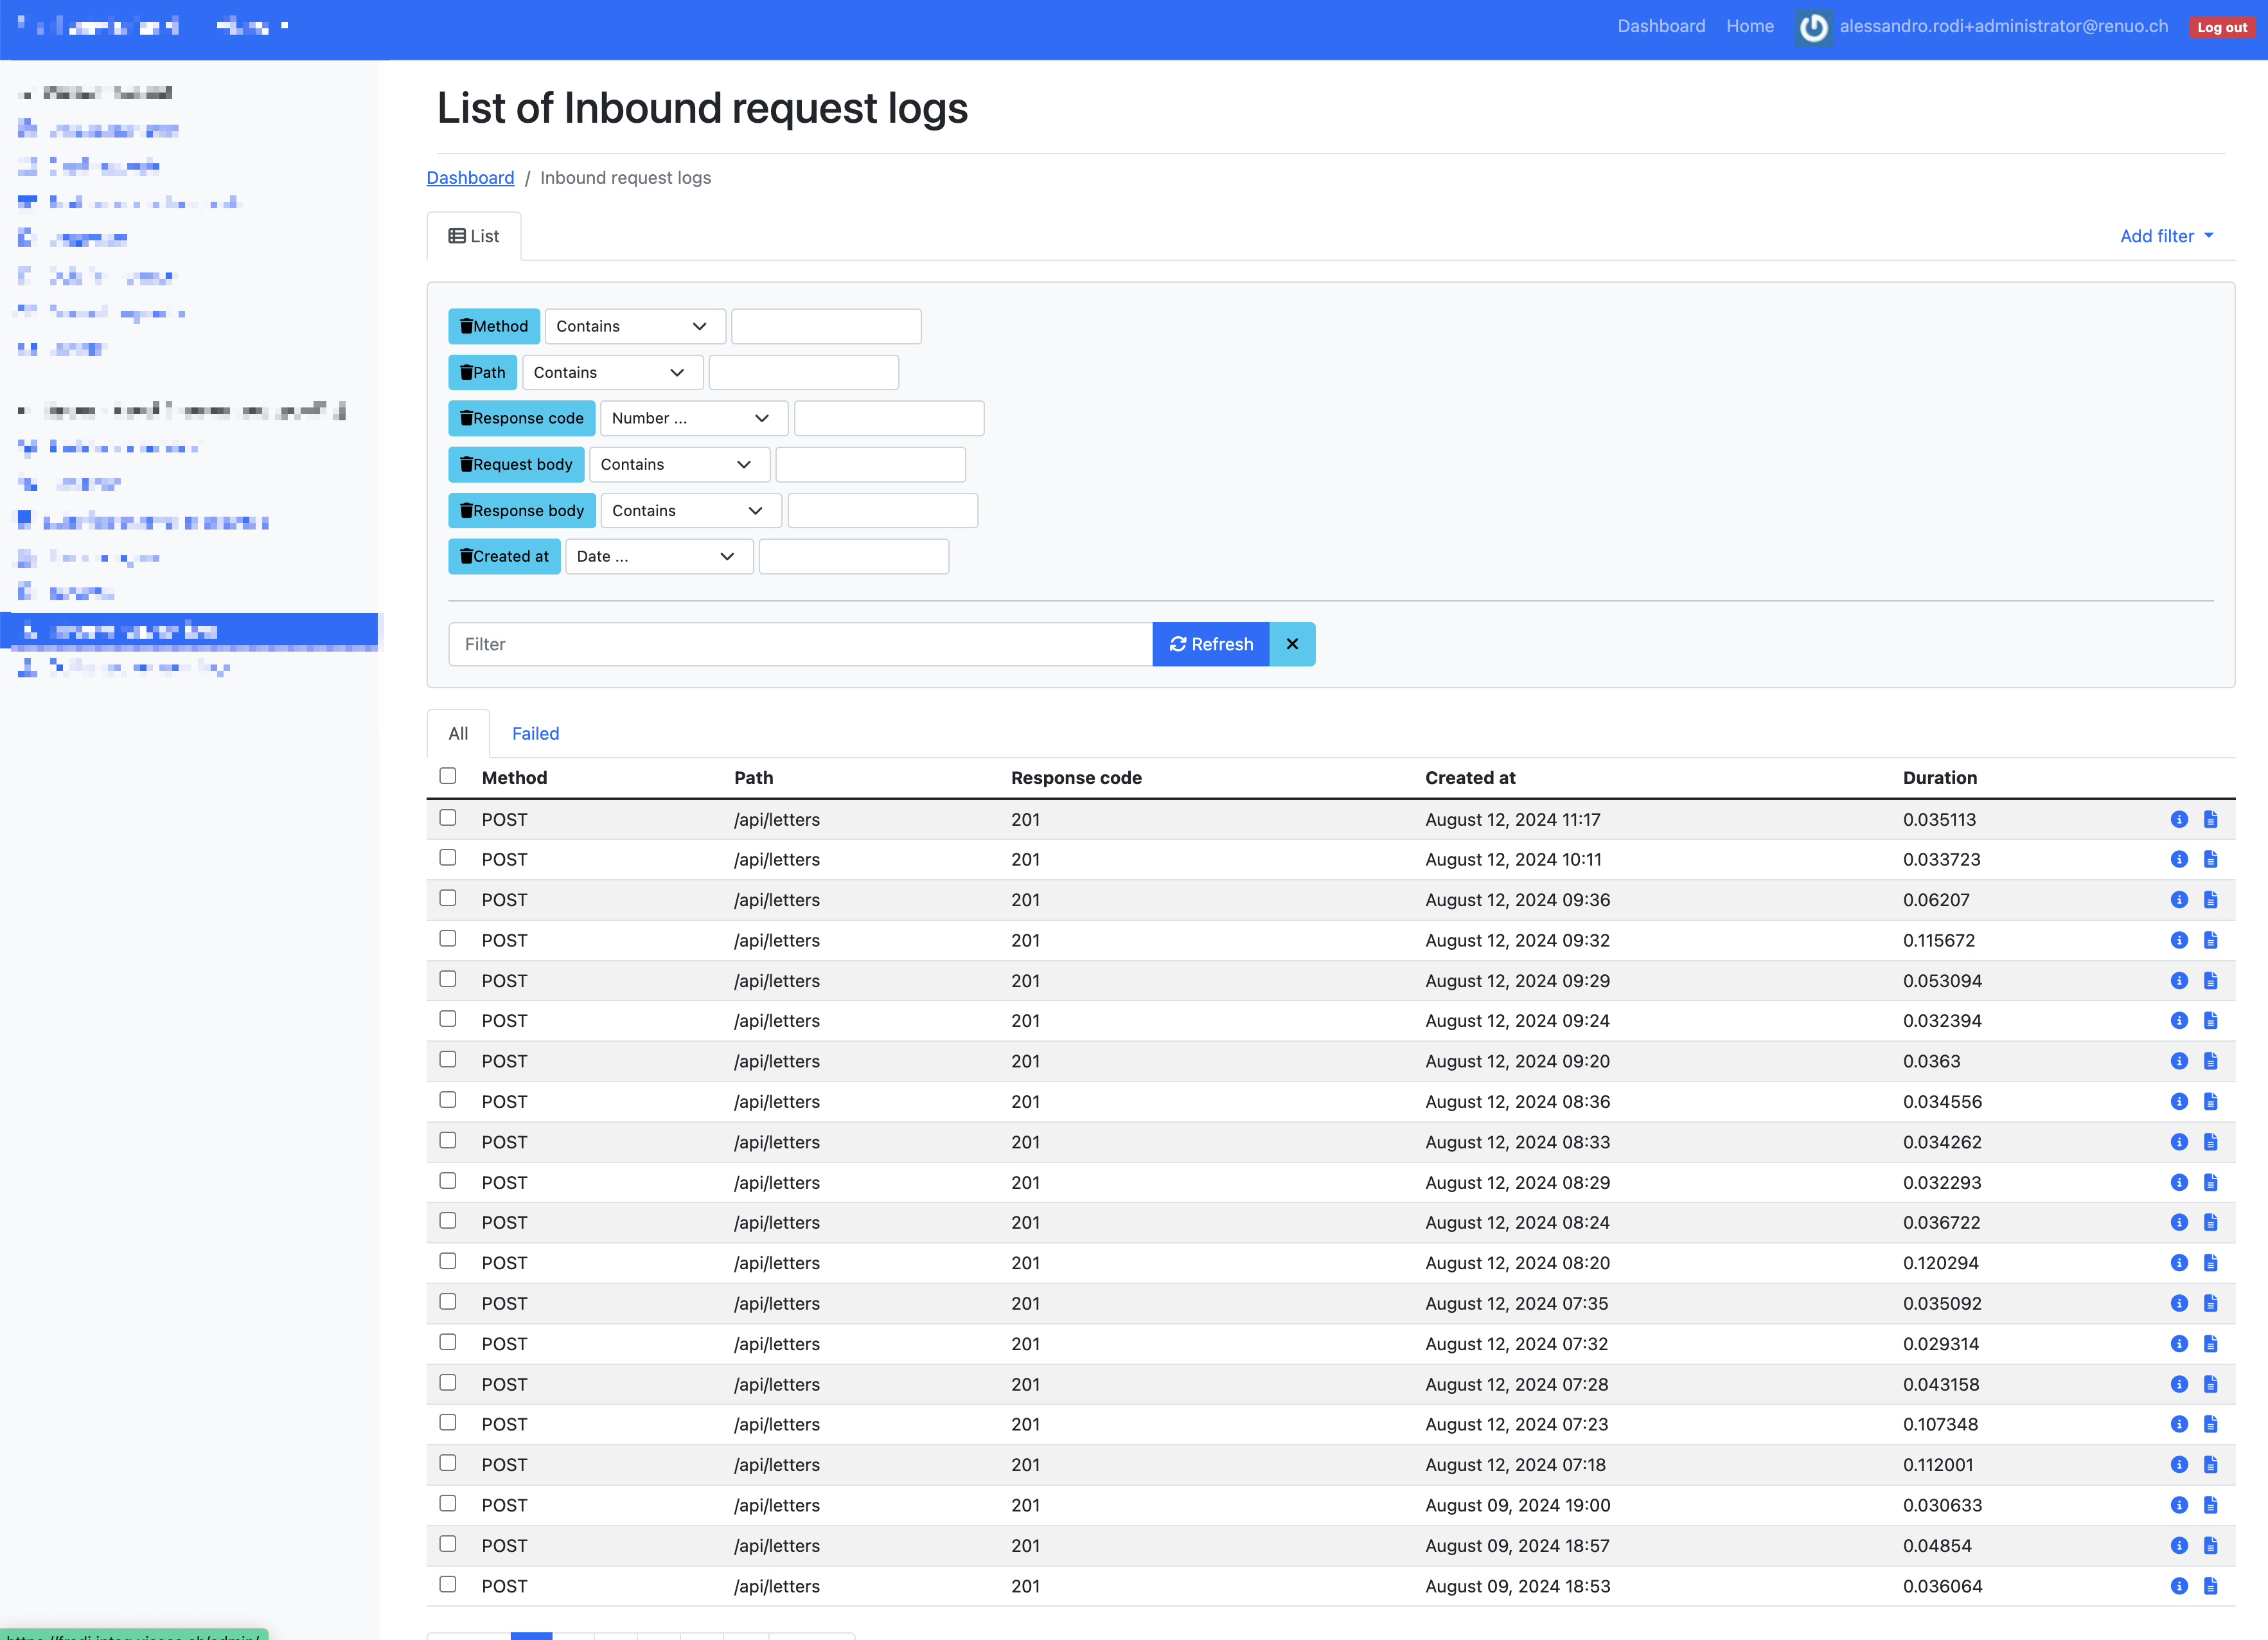 Dashboard Home alessandro.rodi+administrator@renuo.ch Log out
List of Inbound request logs
Dashboard / Inbound request logs
List Add filter
Method Contains
Path Contains
Response code Number ...
Request body Contains
Response body Contains
Created at Date ...
Filter Refresh
All Failed
Method Path Response code Created at Duration
POST /api/letters 201 August 12, 2024 11:17 0.035113
POST /api/letters 201 August 12, 2024 10:11 0.033723
POST /api/letters 201 August 12, 2024 09:36 0.06207
POST /api/letters 201 August 12, 2024 09:32 0.115672
POST /api/letters 201 August 12, 2024 09:29 0.053094
POST /api/letters 201 August 12, 2024 09:24 0.032394
POST /api/letters 201 August 12, 2024 09:20 0.0363
POST /api/letters 201 August 12, 2024 08:36 0.034556
POST /api/letters 201 August 12, 2024 08:33 0.034262
POST /api/letters 201 August 12, 2024 08:29 0.032293
POST /api/letters 201 August 12, 2024 08:24 0.036722
POST /api/letters 201 August 12, 2024 08:20 0.120294
POST /api/letters 201 August 12, 2024 07:35 0.035092
POST /api/letters 201 August 12, 2024 07:32 0.029314
POST /api/letters 201 August 12, 2024 07:28 0.043158
POST /api/letters 201 August 12, 2024 07:23 0.107348
POST /api/letters 201 August 12, 2024 07:18 0.112001
POST /api/letters 201 August 09, 2024 19:00 0.030633
POST /api/letters 201 August 09, 2024 18:57 0.04854
POST /api/letters 201 August 09, 2024 18:53 0.036064